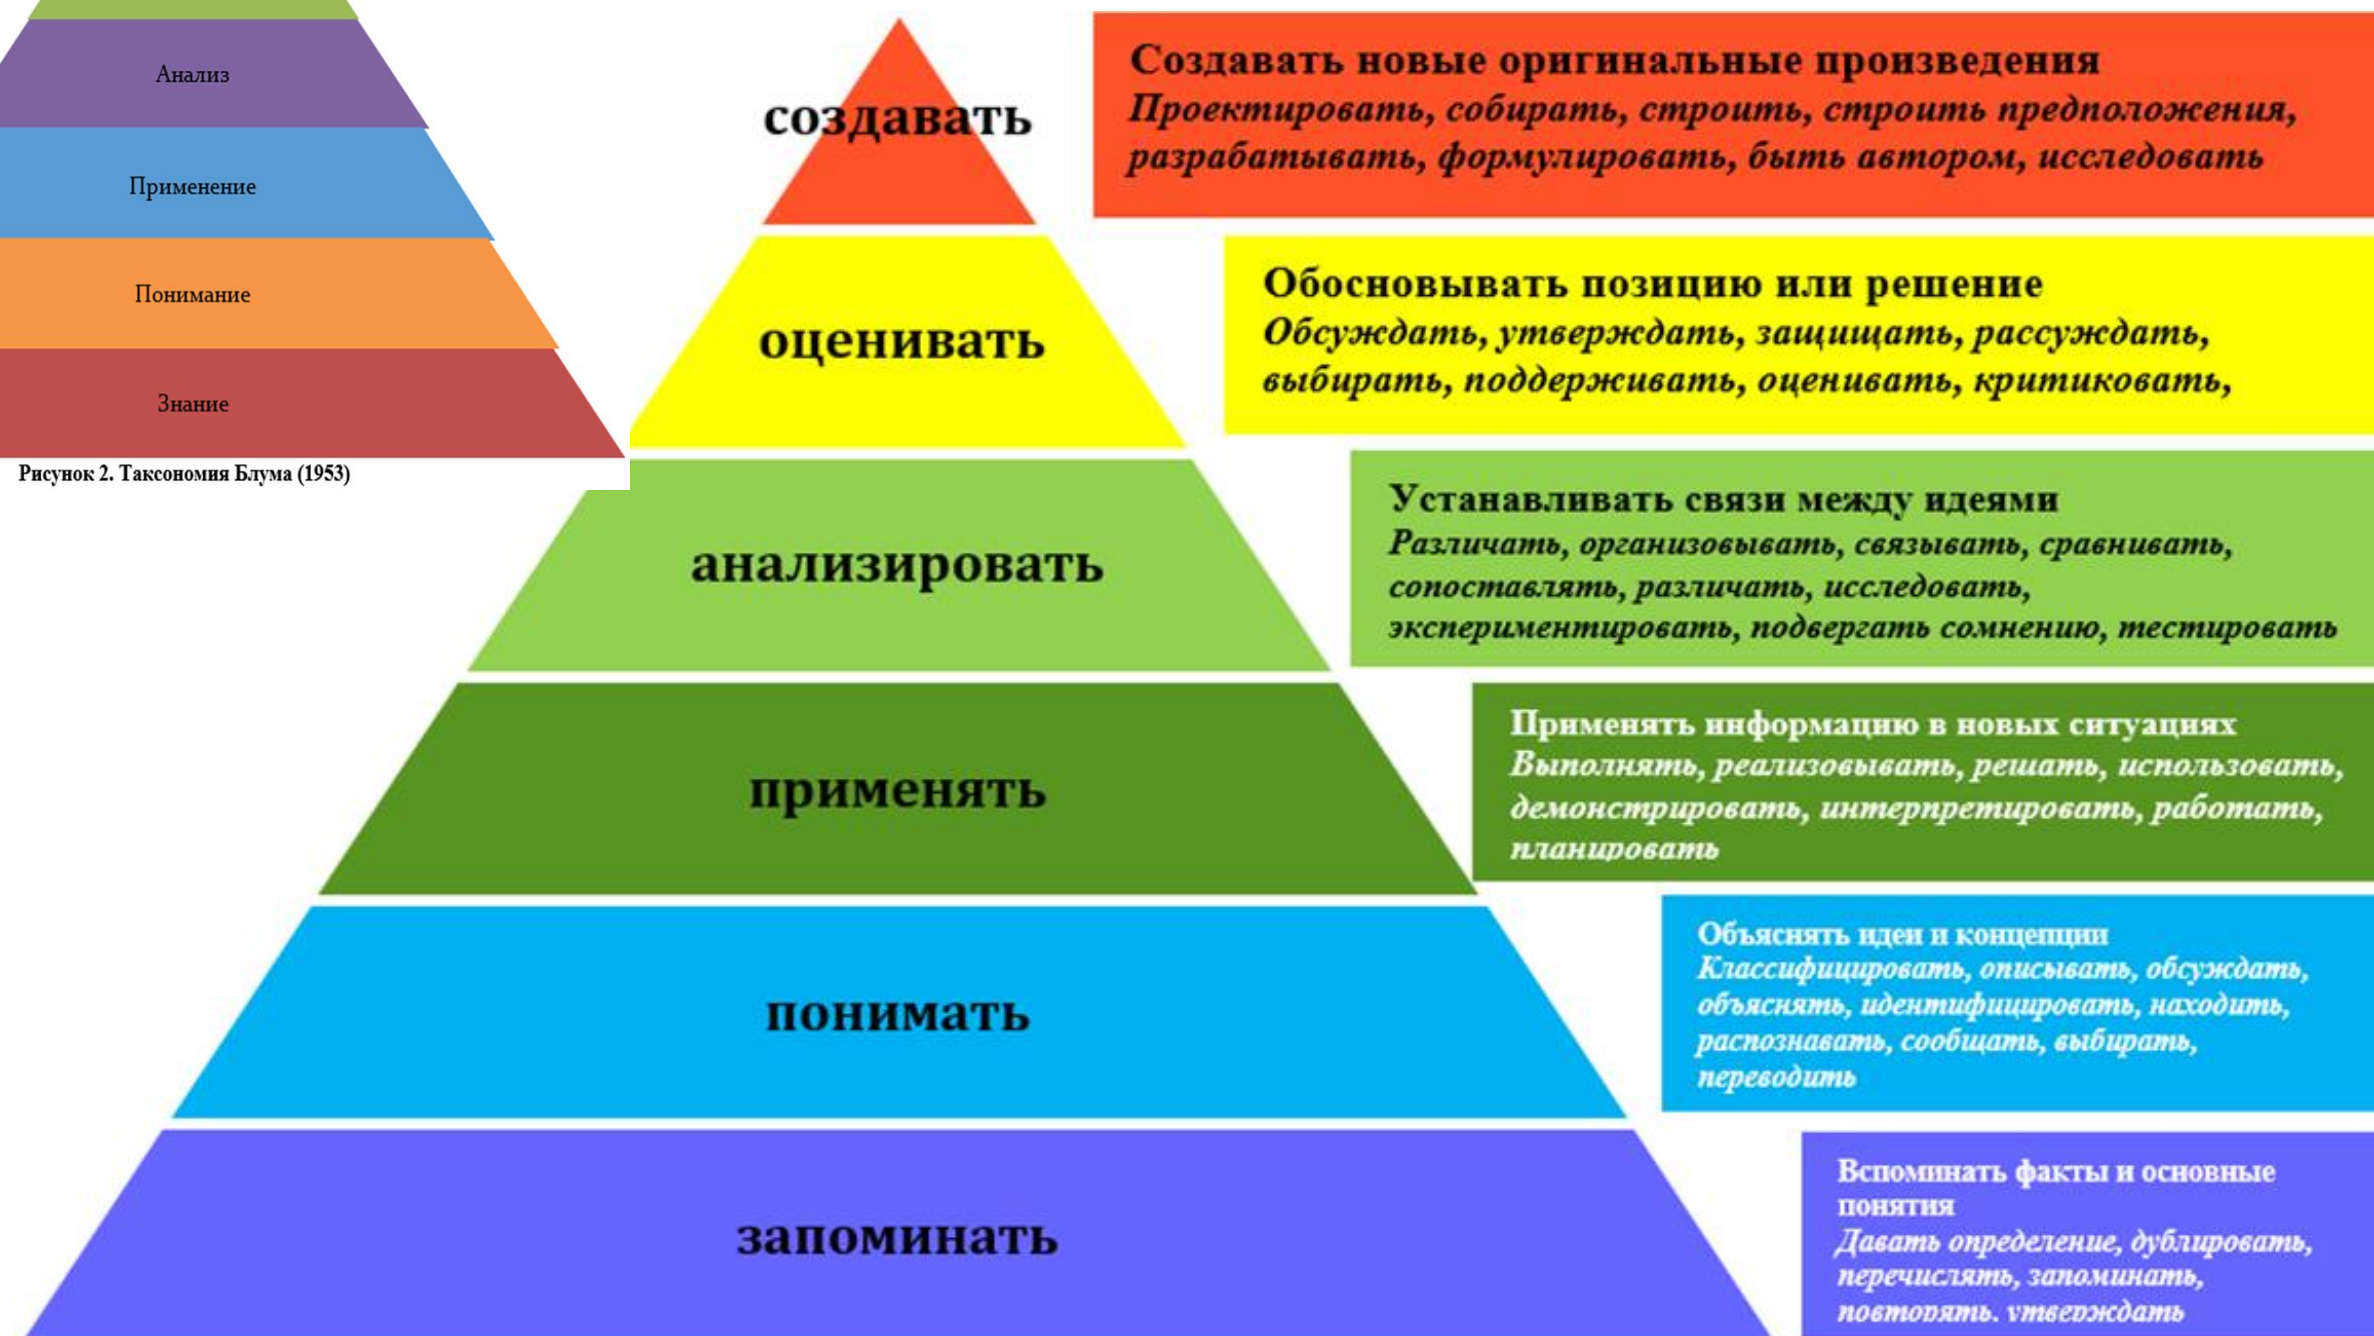 Анализ
Применение
Понимание
Знание
Рисунок 2. Таксономия Блума (1953)
создавать
Создавать новые оригинальные произведения
Проектировать, собирать, строить, строить предположения,
разрабатывать, формулировать, быть автором, исследовать
оценивать
Обосновывать позицию или решение
Обсуждать, утверждать, защищать, рассуждать,
выбирать, поддерживать, оценивать, критиковать,
анализировать
Устанавливать связи между идеями
Различать, организовывать, связывать, сравнивать,
сопоставлять, различать, исследовать,
экспериментировать, подвергать сомнению, тестировать
применять
Применять информацию в новых ситуациях
Выполнять, реализовывать, решать, использовать,
демонстрировать, интерпретировать, работать,
планировать
понимать
Объяснять идеи и концепции
Классифицировать, описывать, обсуждать,
объяснять, идентифицировать, находить,
распознавать, сообщать, выбирать,
переводить
запоминать
Вспоминать факты и основные
понятия
Давать определение, дублировать,
перечислять, запоминать,
повторять, утверждать